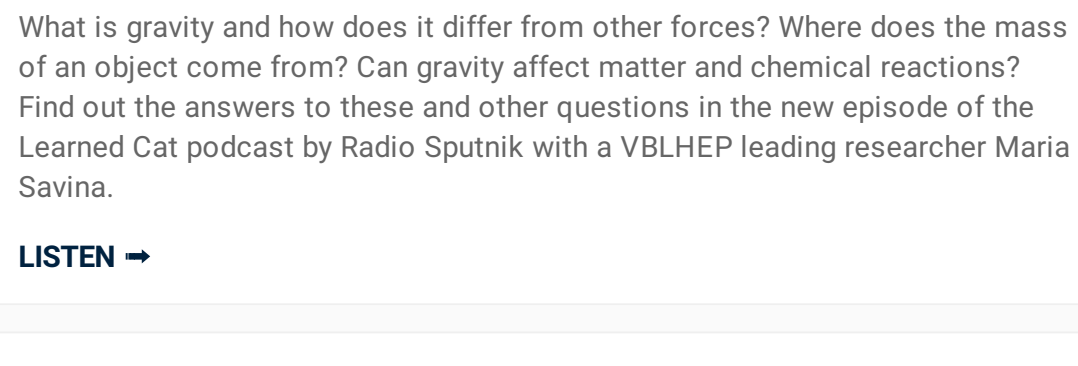 What is gravity and how does it differ from other forces? Where does the mass
of an object come from? Can gravity affect matter and chemical reactions?
Find out the answers to these and other questions in the new episode of the
Learned Cat podcast by Radio Sputnik with a VBLHEP leading researcher Maria
Savina.
LISTEN ➟